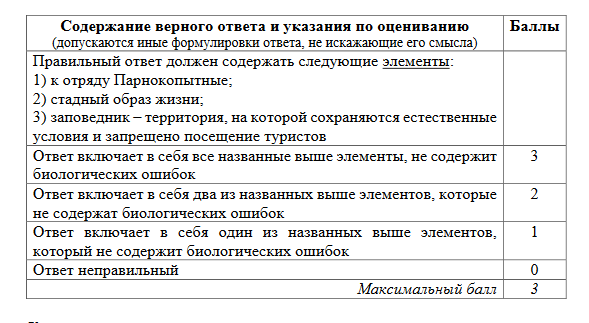 Содержание верного ответа и указания по оцениванию Баллы
(допускаются иные формулировки ответа, не искажающие его смысла)
Правильный ответ должен содержать следующие элементы:
1) к отряду Парнокопытные;
2) стадный образ жизни;
3) заповедник – территория, на которой сохраняются естественные
условия и запрещено посещение туристов
Ответ включает в себя все названные выше элементы, не содержит 3
биологических ошибок
Ответ включает в себя два из названных выше элементов, которые 2
не содержат биологических ошибок
Ответ включает в себя один из названных выше элементов, 1
который не содержит биологических ошибок
Ответ неправильный 0
Максимальный балл 3